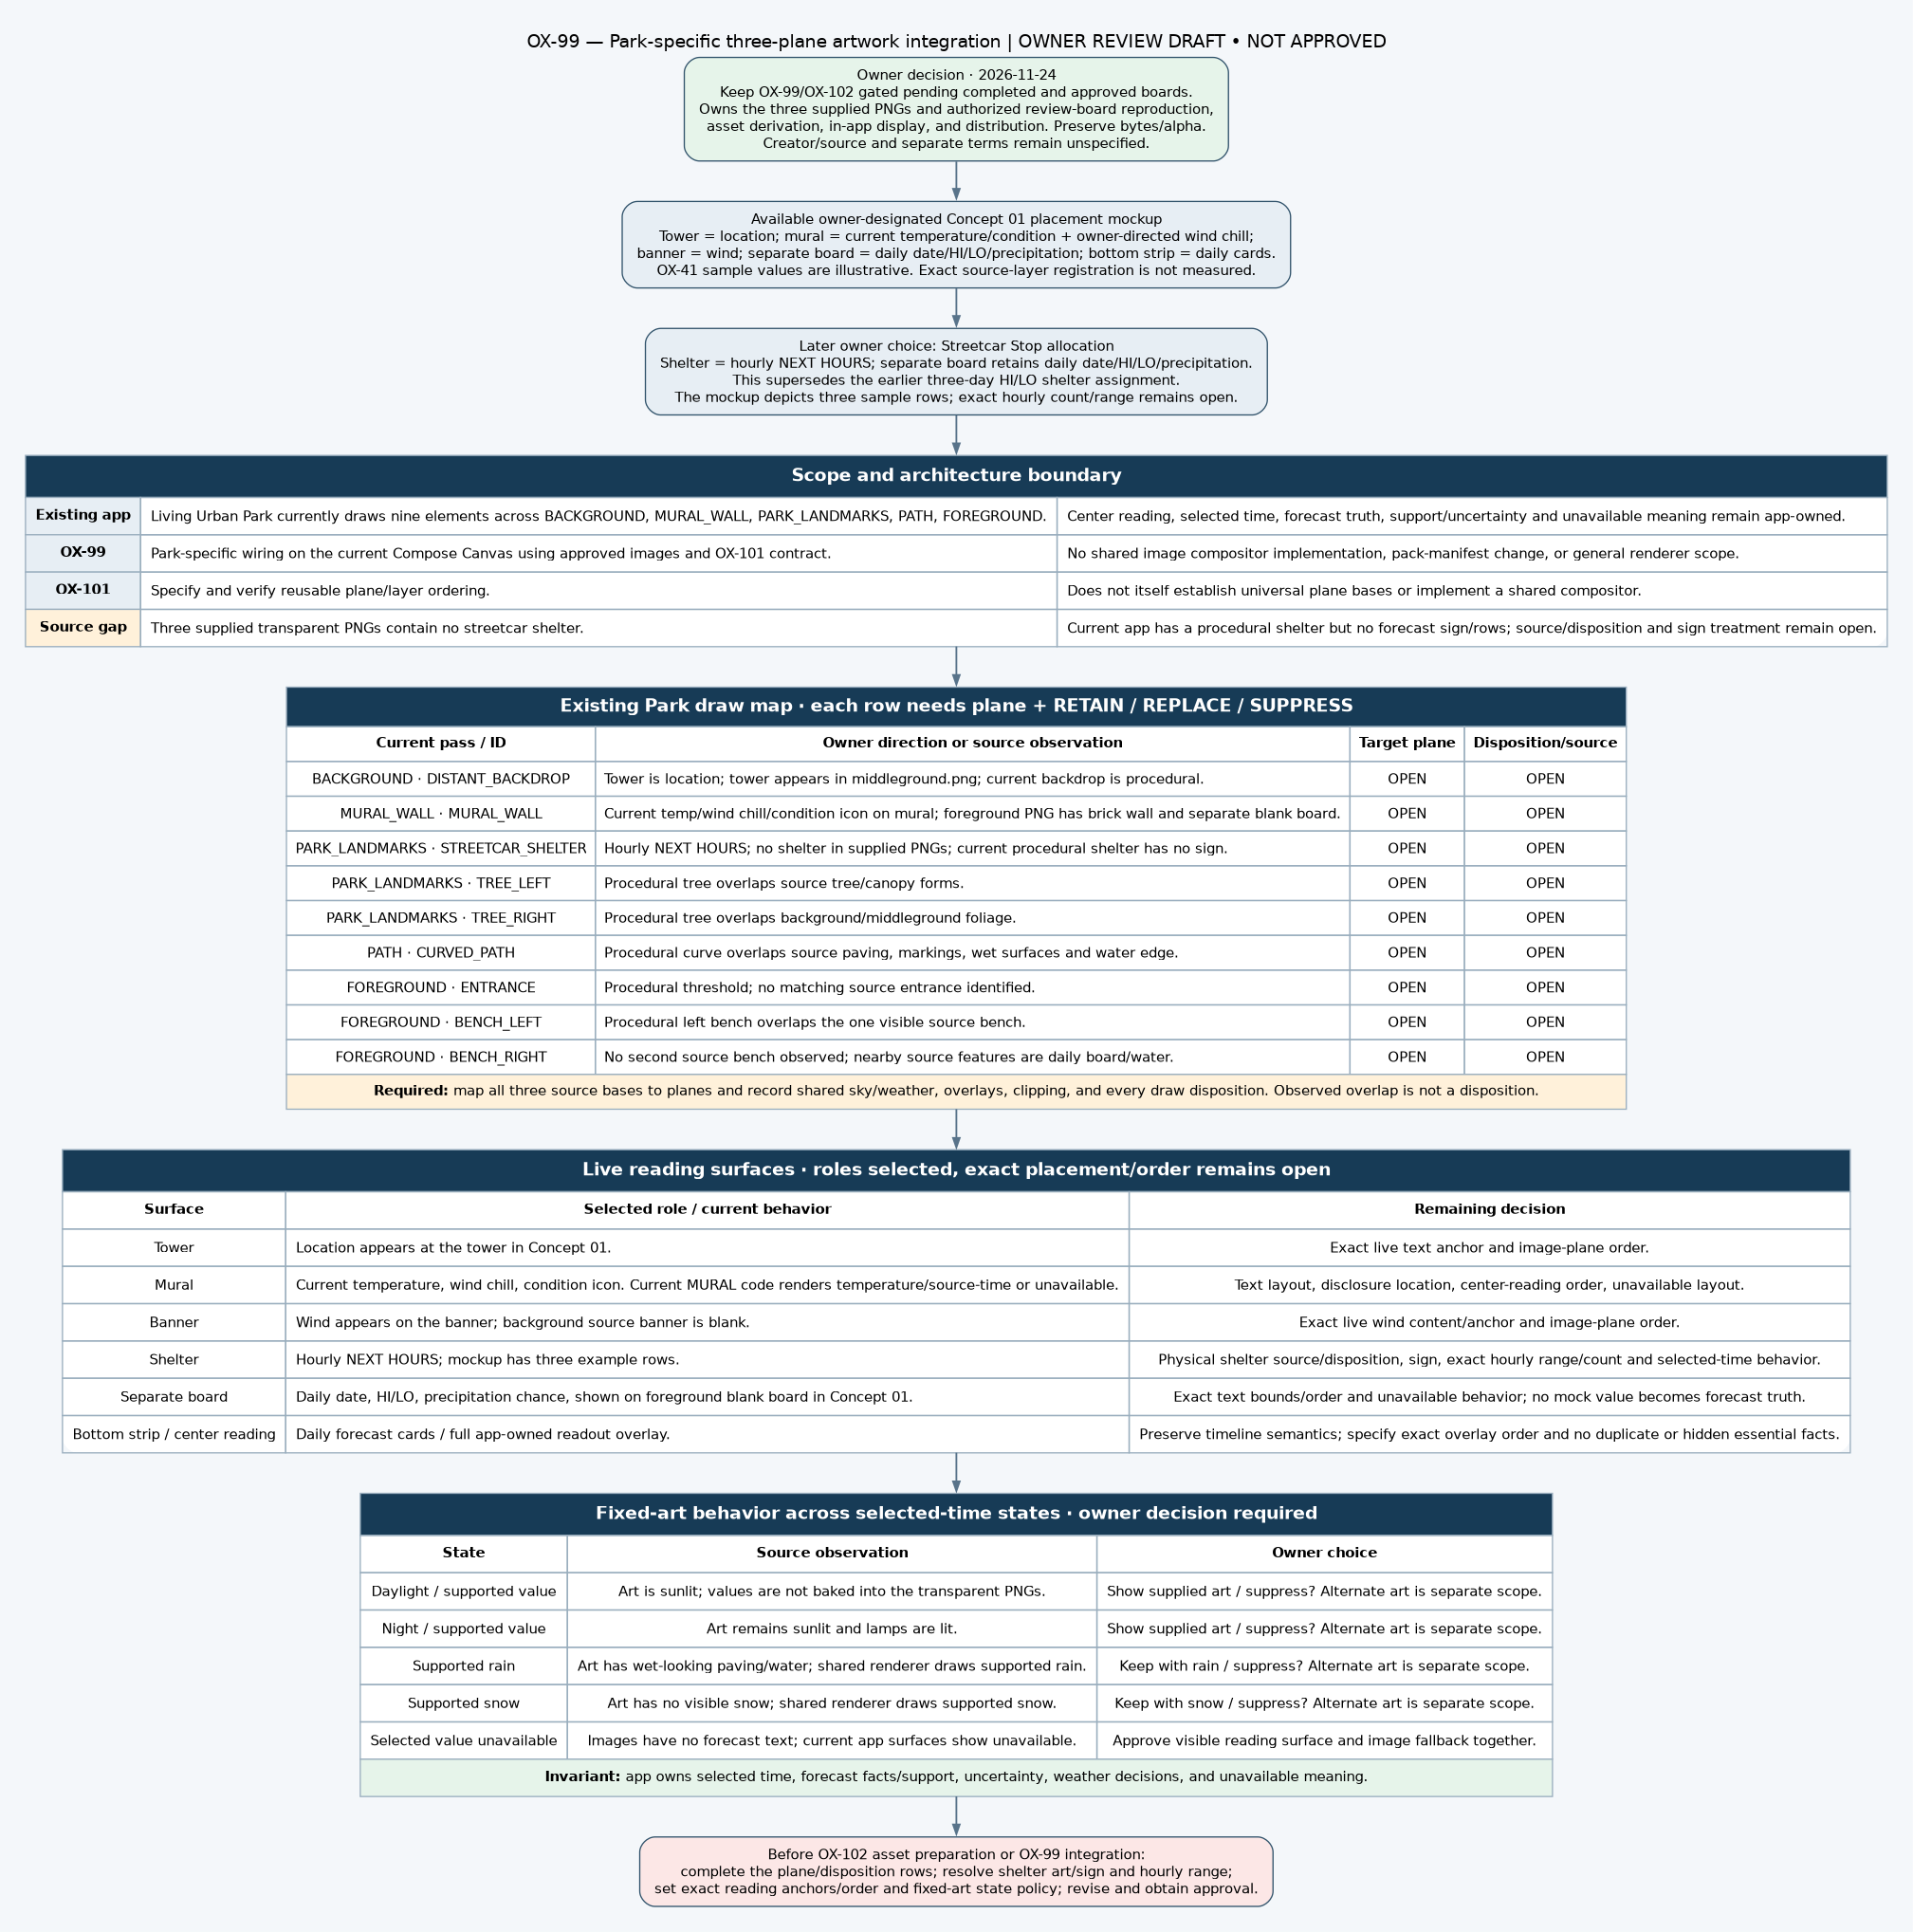 OX-99 — Park-specific three-plane artwork integration | OWNER REVIEW DRAFT • NOT APPROVED
Owner decision · 2026-11-24
Keep OX-99/OX-102 gated pending completed and approved boards.
Owns the three supplied PNGs and authorized review-board reproduction,
asset derivation, in-app display, and distribution. Preserve bytes/alpha.
Creator/source and separate terms remain unspecified.
Available owner-designated Concept 01 placement mockup
Tower = location; mural = current temperature/condition + owner-directed wind chill;
banner = wind; separate board = daily date/HI/LO/precipitation; bottom strip = daily cards.
OX-41 sample values are illustrative. Exact source-layer registration is not measured.
Later owner choice: Streetcar Stop allocation
Shelter = hourly NEXT HOURS; separate board retains daily date/HI/LO/precipitation.
This supersedes the earlier three-day HI/LO shelter assignment.
The mockup depicts three sample rows; exact hourly count/range remains open.
Scope and architecture boundary
Existing app Living Urban Park currently draws nine elements across BACKGROUND, MURAL_WALL, PARK_LANDMARKS, PATH, FOREGROUND. Center reading, selected time, forecast truth, support/uncertainty and unavailable meaning remain app-owned.
OX-99 Park-specific wiring on the current Compose Canvas using approved images and OX-101 contract. No shared image compositor implementation, pack-manifest change, or general renderer scope.
OX-101 Specify and verify reusable plane/layer ordering. Does not itself establish universal plane bases or implement a shared compositor.
Source gap Three supplied transparent PNGs contain no streetcar shelter. Current app has a procedural shelter but no forecast sign/rows; source/disposition and sign treatment remain open.
Existing Park draw map · each row needs plane + RETAIN / REPLACE / SUPPRESS
Current pass / ID Owner direction or source observation Target plane Disposition/source
BACKGROUND · DISTANT_BACKDROP Tower is location; tower appears in middleground.png; current backdrop is procedural. OPEN OPEN
MURAL_WALL · MURAL_WALL Current temp/wind chill/condition icon on mural; foreground PNG has brick wall and separate blank board. OPEN OPEN
PARK_LANDMARKS · STREETCAR_SHELTER Hourly NEXT HOURS; no shelter in supplied PNGs; current procedural shelter has no sign. OPEN OPEN
PARK_LANDMARKS · TREE_LEFT Procedural tree overlaps source tree/canopy forms. OPEN OPEN
PARK_LANDMARKS · TREE_RIGHT Procedural tree overlaps background/middleground foliage. OPEN OPEN
PATH · CURVED_PATH Procedural curve overlaps source paving, markings, wet surfaces and water edge. OPEN OPEN
FOREGROUND · ENTRANCE Procedural threshold; no matching source entrance identified. OPEN OPEN
FOREGROUND · BENCH_LEFT Procedural left bench overlaps the one visible source bench. OPEN OPEN
FOREGROUND · BENCH_RIGHT No second source bench observed; nearby source features are daily board/water. OPEN OPEN
Required: map all three source bases to planes and record shared sky/weather, overlays, clipping, and every draw disposition. Observed overlap is not a disposition.
Live reading surfaces · roles selected, exact placement/order remains open
Surface Selected role / current behavior Remaining decision
Tower Location appears at the tower in Concept 01. Exact live text anchor and image-plane order.
Mural Current temperature, wind chill, condition icon. Current MURAL code renders temperature/source-time or unavailable. Text layout, disclosure location, center-reading order, unavailable layout.
Banner Wind appears on the banner; background source banner is blank. Exact live wind content/anchor and image-plane order.
Shelter Hourly NEXT HOURS; mockup has three example rows. Physical shelter source/disposition, sign, exact hourly range/count and selected-time behavior.
Separate board Daily date, HI/LO, precipitation chance, shown on foreground blank board in Concept 01. Exact text bounds/order and unavailable behavior; no mock value becomes forecast truth.
Bottom strip / center reading Daily forecast cards / full app-owned readout overlay. Preserve timeline semantics; specify exact overlay order and no duplicate or hidden essential facts.
Fixed-art behavior across selected-time states · owner decision required
State Source observation Owner choice
Daylight / supported value Art is sunlit; values are not baked into the transparent PNGs. Show supplied art / suppress? Alternate art is separate scope.
Night / supported value Art remains sunlit and lamps are lit. Show supplied art / suppress? Alternate art is separate scope.
Supported rain Art has wet-looking paving/water; shared renderer draws supported rain. Keep with rain / suppress? Alternate art is separate scope.
Supported snow Art has no visible snow; shared renderer draws supported snow. Keep with snow / suppress? Alternate art is separate scope.
Selected value unavailable Images have no forecast text; current app surfaces show unavailable. Approve visible reading surface and image fallback together.
Invariant: app owns selected time, forecast facts/support, uncertainty, weather decisions, and unavailable meaning.
Before OX-102 asset preparation or OX-99 integration:
complete the plane/disposition rows; resolve shelter art/sign and hourly range;
set exact reading anchors/order and fixed-art state policy; revise and obtain approval.